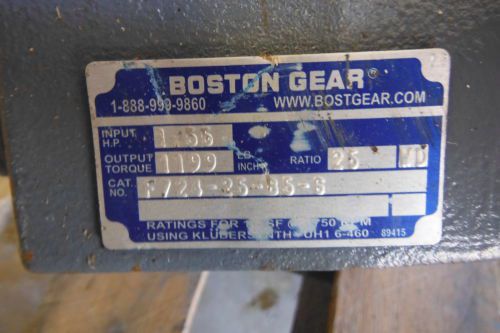 BOSTON GEAR®
1-888-999-9860 WWW.BOSTGEAR.COM
INPUT H.P.
OUTPUT TORQUE 1199 LB INCH RATIO 25
CAT. NO. F724-25-B5-G
RATINGS FOR
USING KLUBERSYNTH UH1 6-460 89415